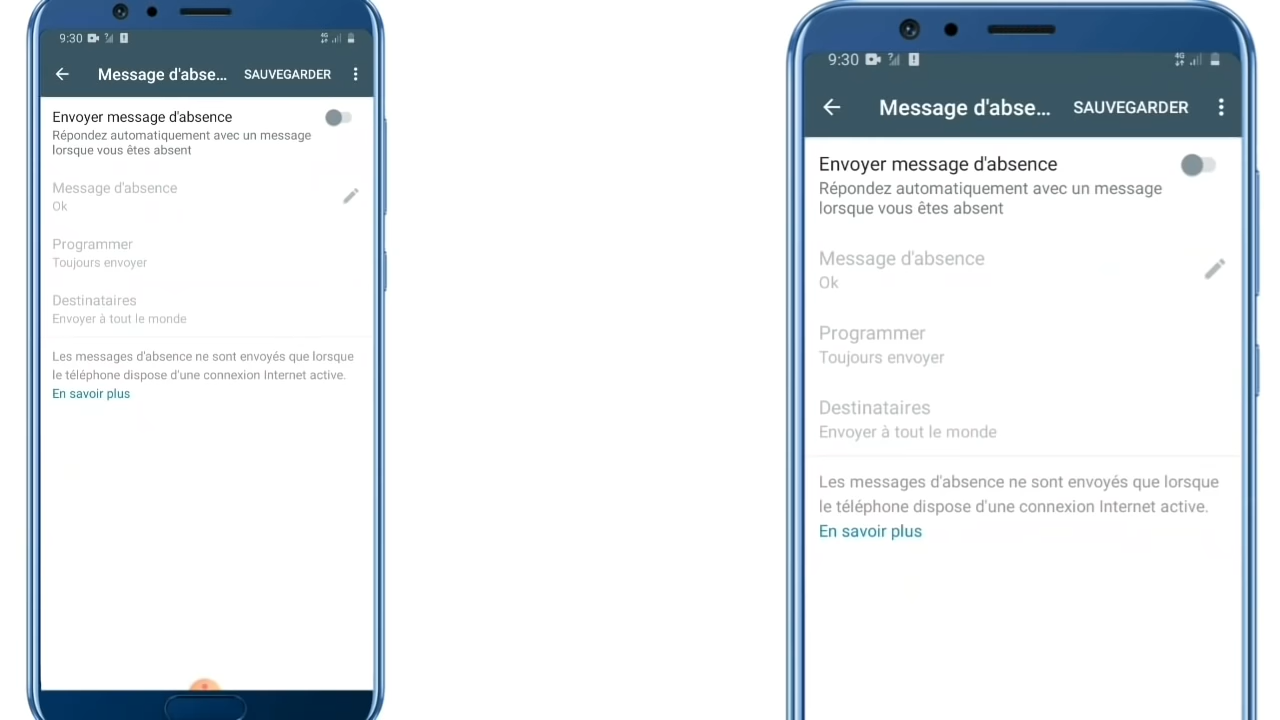 9:30
Message d'abse... SAUVEGARDER
Envoyer message d'absence
Répondez automatiquement avec un message
lorsque vous êtes absent
Message d'absence
Ok
Programmer
Toujours envoyer
Destinataires
Envoyer à tout le monde
Les messages d'absence ne sont envoyés que lorsque
le téléphone dispose d'une connexion Internet active.
En savoir plus
9:30 4G
Message d'abse... SAUVEGARDER
Envoyer message d'absence
Répondez automatiquement avec un message
lorsque vous êtes absent
Message d'absence
Ok
Programmer
Toujours envoyer
Destinataires
Envoyer à tout le monde
Les messages d'absence ne sont envoyés que lorsque
le téléphone dispose d'une connexion Internet active.
En savoir plus